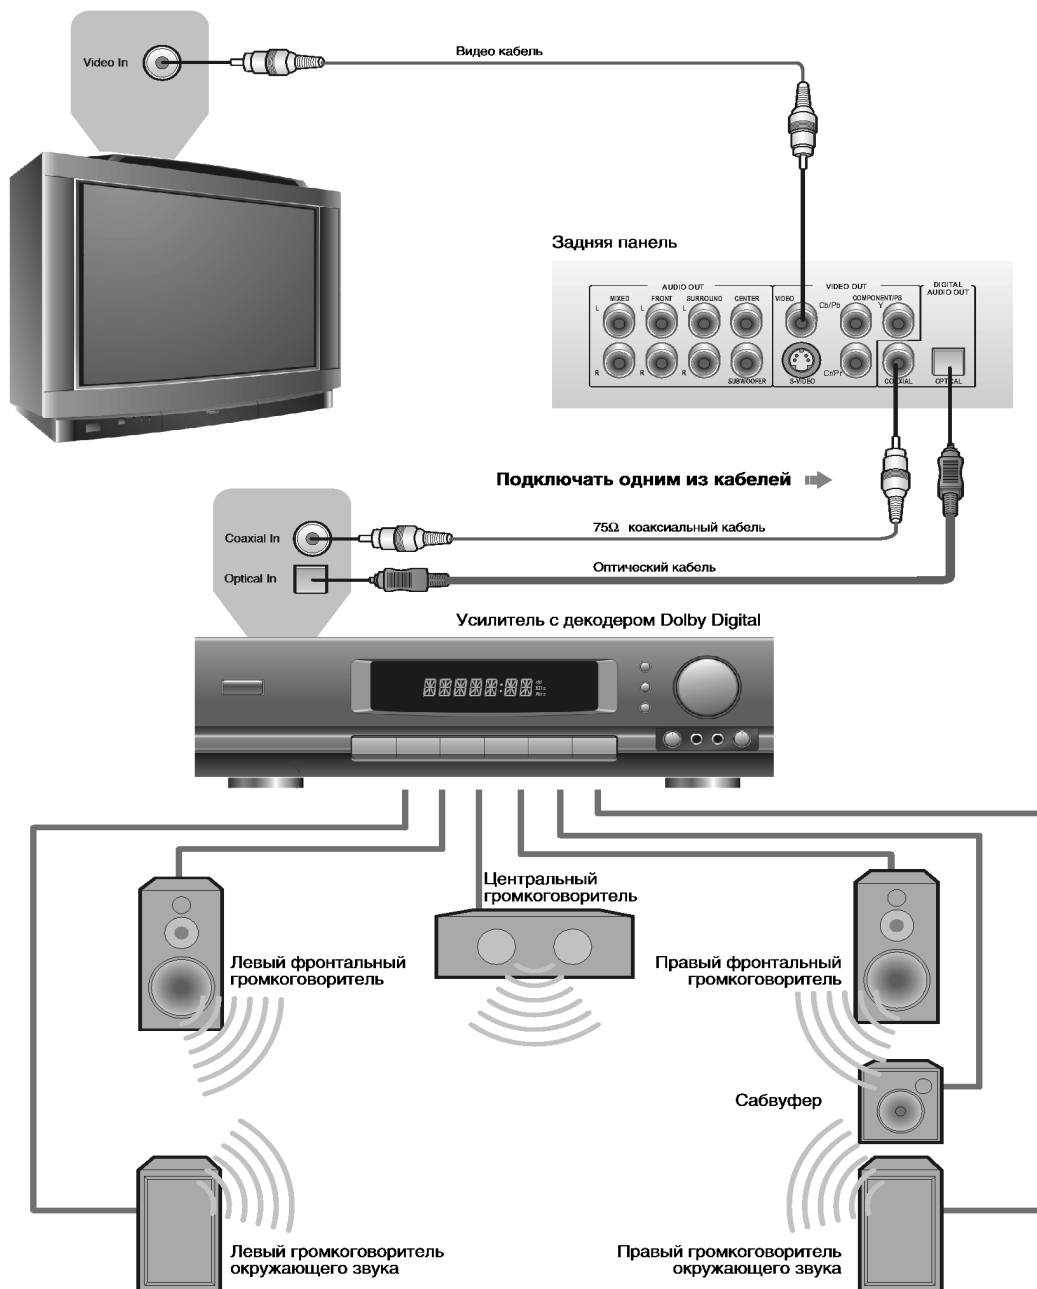 Video In
Видео кабель
Задняя панель
AUDIO OUT
VIDEO OUT
DIGITAL
AUDIO OUT
MIXED
FRONT
SURROUND
CENTER
VIDEO
Cb/Pb
COMPONENT/PS
Y
L
L
L
R
R
R
SUBWOOFER
S-VIDEO
Cr/Pr
COAXIAL
OPTICAL
Подключать одним из кабелей
Coaxial In
75Ω коаксиальный кабель
Optical In
Оптический кабель
Усилитель с декодером Dolby Digital
Центральный
громкоговоритель
Левый фронтальный
громкоговоритель
Правый фронтальный
громкоговоритель
Сабвуфер
Левый громкоговоритель
окружающего звука
Правый громкоговоритель
окружающего звука